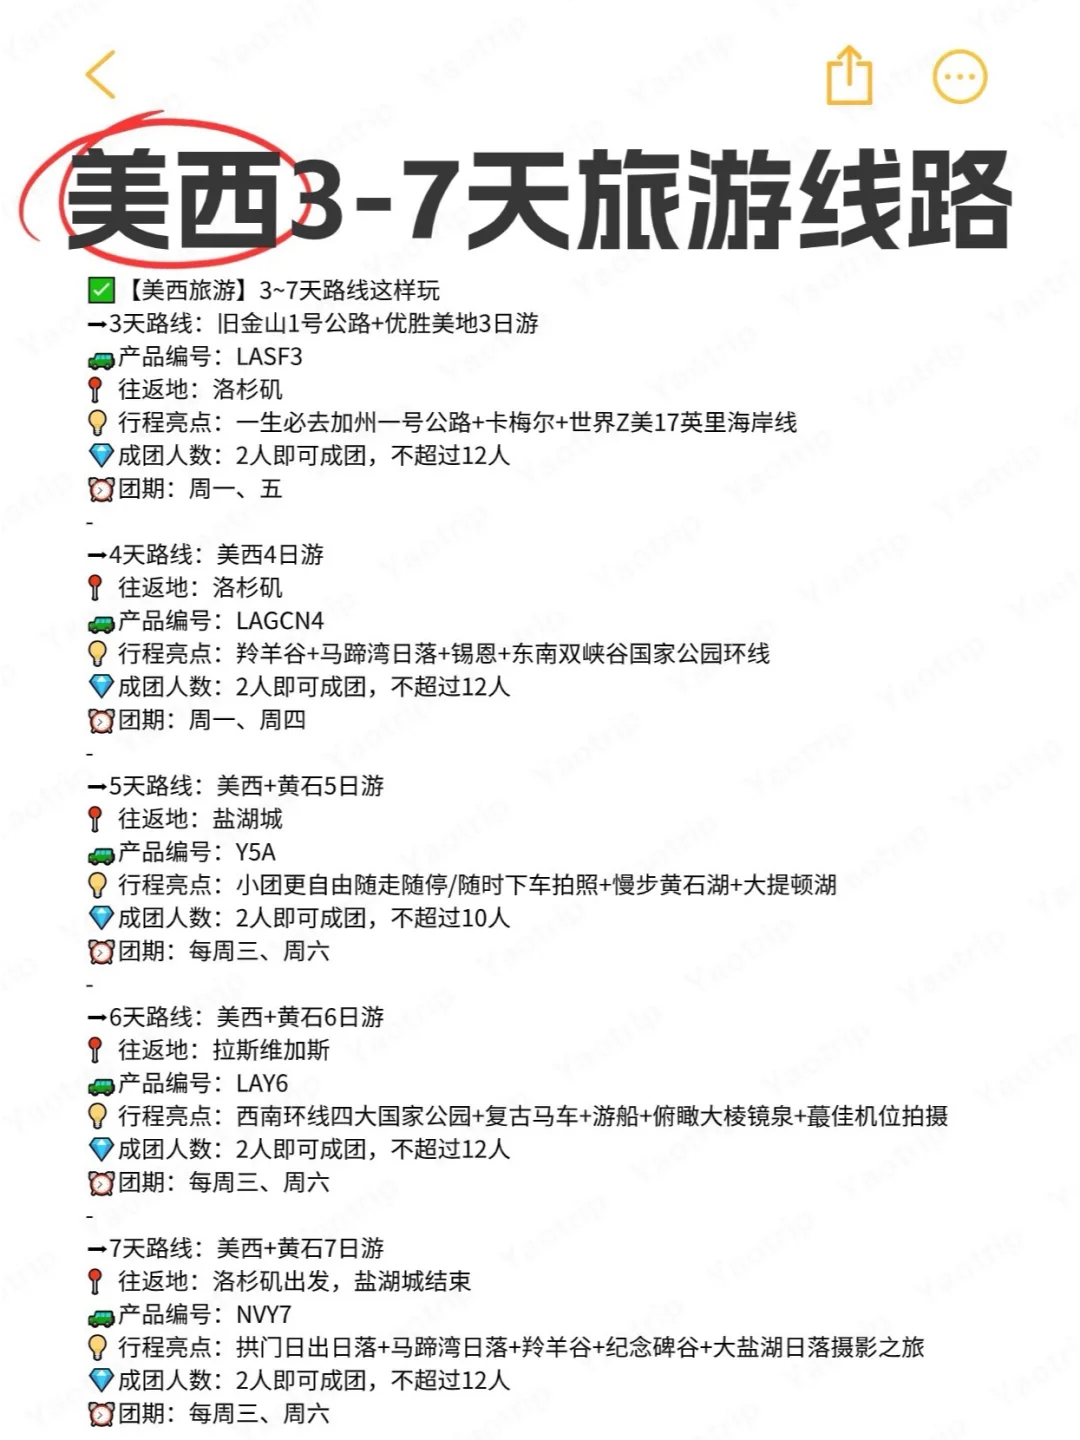 美西3-7天旅游线路
✅【美西旅游】3~7天路线这样玩
➡3天路线：旧金山1号公路+优胜美地3日游
🚙产品编号：LASF3
📍往返地：洛杉矶
💡行程亮点：一生必去加州一号公路+卡梅尔+世界Z美17英里海岸线
💎成团人数：2人即可成团，不超过12人
⏰团期：周一、五
-
➡4天路线：美西4日游
📍往返地：洛杉矶
🚙产品编号：LAGCN4
💡行程亮点：羚羊谷+马蹄湾日落+锡恩+东南双峡谷国家公园环线
💎成团人数：2人即可成团，不超过12人
⏰团期：周一、周四
-
➡5天路线：美西+黄石5日游
📍往返地：盐湖城
🚙产品编号：Y5A
💡行程亮点：小团更自由随走随停/随时下车拍照+慢步黄石湖+大提顿湖
💎成团人数：2人即可成团，不超过10人
⏰团期：每周三、周六
-
➡6天路线：美西+黄石6日游
📍往返地：拉斯维加斯
🚙产品编号：LAY6
💡行程亮点：西南环线四大国家公园+复古马车+游船+俯瞰大棱镜泉+蕞佳机位拍摄
💎成团人数：2人即可成团，不超过12人
⏰团期：每周三、周六
-
➡7天路线：美西+黄石7日游
📍往返地：洛杉矶出发，盐湖城结束
🚙产品编号：NVY7
💡行程亮点：拱门日出日落+马蹄湾日落+羚羊谷+纪念碑谷+大盐湖日落摄影之旅
💎成团人数：2人即可成团，不超过12人
⏰团期：每周三、周六